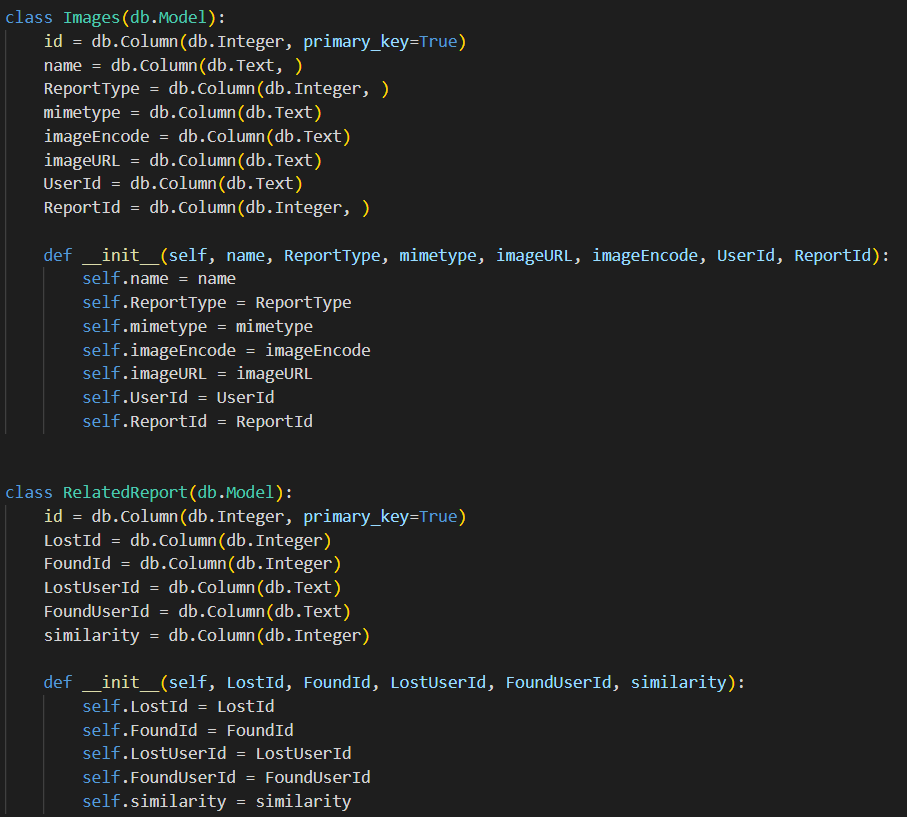 class Images(db.Model):
    id = db.Column(db.Integer, primary_key=True)
    name = db.Column(db.Text, )
    ReportType = db.Column(db.Integer, )
    mimetype = db.Column(db.Text)
    imageEncode = db.Column(db.Text)
    imageURL = db.Column(db.Text)
    UserId = db.Column(db.Text)
    ReportId = db.Column(db.Integer, )

    def __init__(self, name, ReportType, mimetype, imageURL, imageEncode, UserId, ReportId):
        self.name = name
        self.ReportType = ReportType
        self.mimetype = mimetype
        self.imageEncode = imageEncode
        self.imageURL = imageURL
        self.UserId = UserId
        self.ReportId = ReportId


class RelatedReport(db.Model):
    id = db.Column(db.Integer, primary_key=True)
    LostId = db.Column(db.Integer)
    FoundId = db.Column(db.Integer)
    LostUserId = db.Column(db.Text)
    FoundUserId = db.Column(db.Text)
    similarity = db.Column(db.Integer)

    def __init__(self, LostId, FoundId, LostUserId, FoundUserId, similarity):
        self.LostId = LostId
        self.FoundId = FoundId
        self.LostUserId = LostUserId
        self.FoundUserId = FoundUserId
        self.similarity = similarity